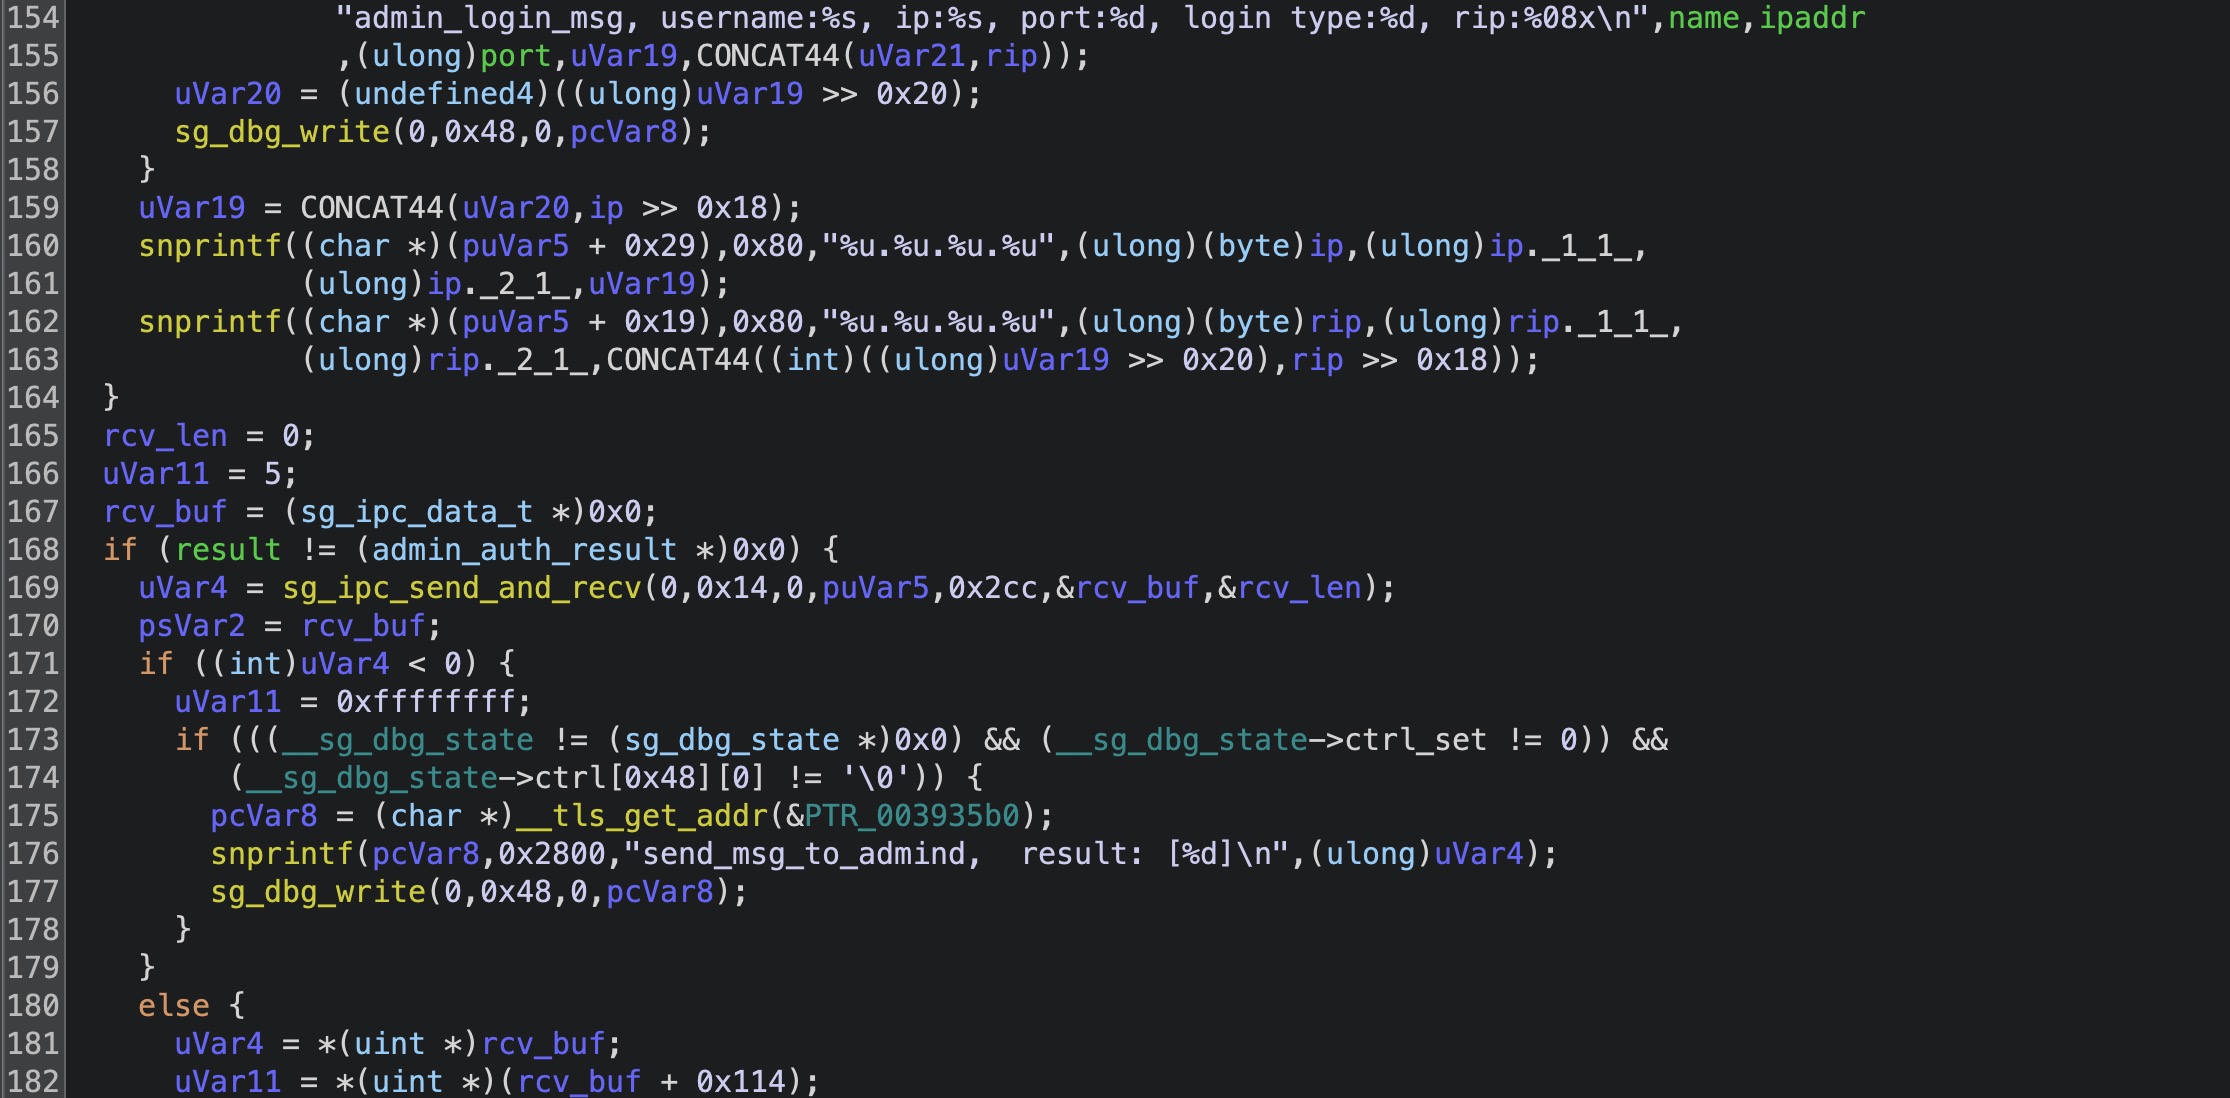 154 "admin_login_msg, username:%s, ip:%s, port:%d, login type:%d, rip:%08x\n",name,ipaddr
155 ,(ulong)port,uVar19,CONCAT44(uVar21,rip));
156 uVar20 = (undefined4)((ulong)uVar19 >> 0x20);
157 sg_dbg_write(0,0x48,0,pcVar8);
158 }
159 uVar19 = CONCAT44(uVar20,ip >> 0x18);
160 snprintf((char *)(puVar5 + 0x29),0x80,"%u.%u.%u.%u",(ulong)(byte)ip,(ulong)ip._1_1_,
161 (ulong)ip._2_1_,uVar19);
162 snprintf((char *)(puVar5 + 0x19),0x80,"%u.%u.%u.%u",(ulong)(byte)rip,(ulong)rip._1_1_,
163 (ulong)rip._2_1_,CONCAT44((int)((ulong)uVar19 >> 0x20),rip >> 0x18));
164 }
165 rcv_len = 0;
166 uVar11 = 5;
167 rcv_buf = (sg_ipc_data_t *)0x0;
168 if (result != (admin_auth_result *)0x0) {
169 uVar4 = sg_ipc_send_and_recv(0,0x14,0,puVar5,0x2cc,&rcv_buf,&rcv_len);
170 psVar2 = rcv_buf;
171 if ((int)uVar4 < 0) {
172 uVar11 = 0xffffffff;
173 if (((__sg_dbg_state != (sg_dbg_state *)0x0) && (__sg_dbg_state->ctrl_set != 0)) &&
174 (__sg_dbg_state->ctrl[0x48][0] != '\0')) {
175 pcVar8 = (char *)__tls_get_addr(&PTR_003935b0);
176 snprintf(pcVar8,0x2800,"send_msg_to_admind,  result: [%d]\n",(ulong)uVar4);
177 sg_dbg_write(0,0x48,0,pcVar8);
178 }
179 }
180 else {
181 uVar4 = *(uint *)rcv_buf;
182 uVar11 = *(uint *)(rcv_buf + 0x114);